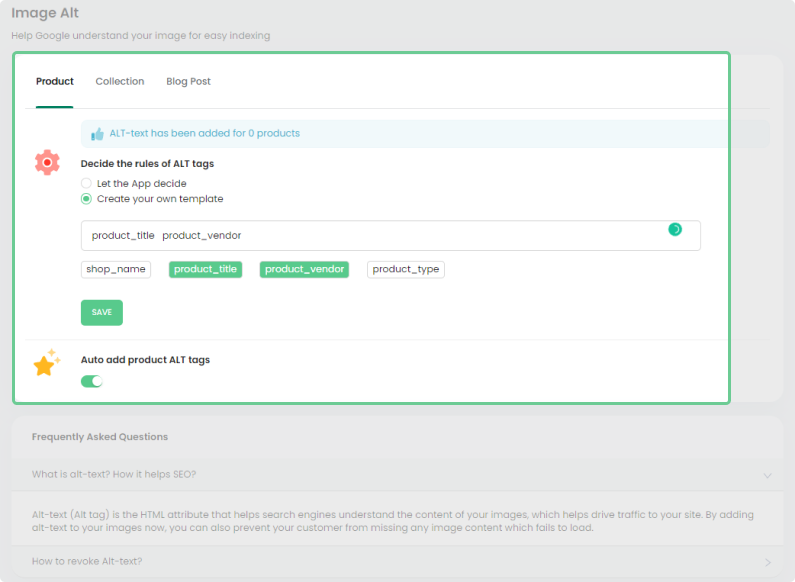 Image Alt
Help Google understand your image for easy indexing
Product Collection Blog Post
ALT-text has been added for 0 products
Decide the rules of ALT tags
Let the App decide
Create your own template
product_title product_vendor
shop_name product_title product_vendor product_type
SAVE
Auto add product ALT tags
Frequently Asked Questions
What is alt-text? How it helps SEO?
Alt-text (Alt tag) is the HTML attribute that helps search engines understand the content of your images, which helps drive traffic to your site. By adding
alt-text to your images now, you can also prevent your customer from missing any image content which fails to load.
How to revoke Alt-text?